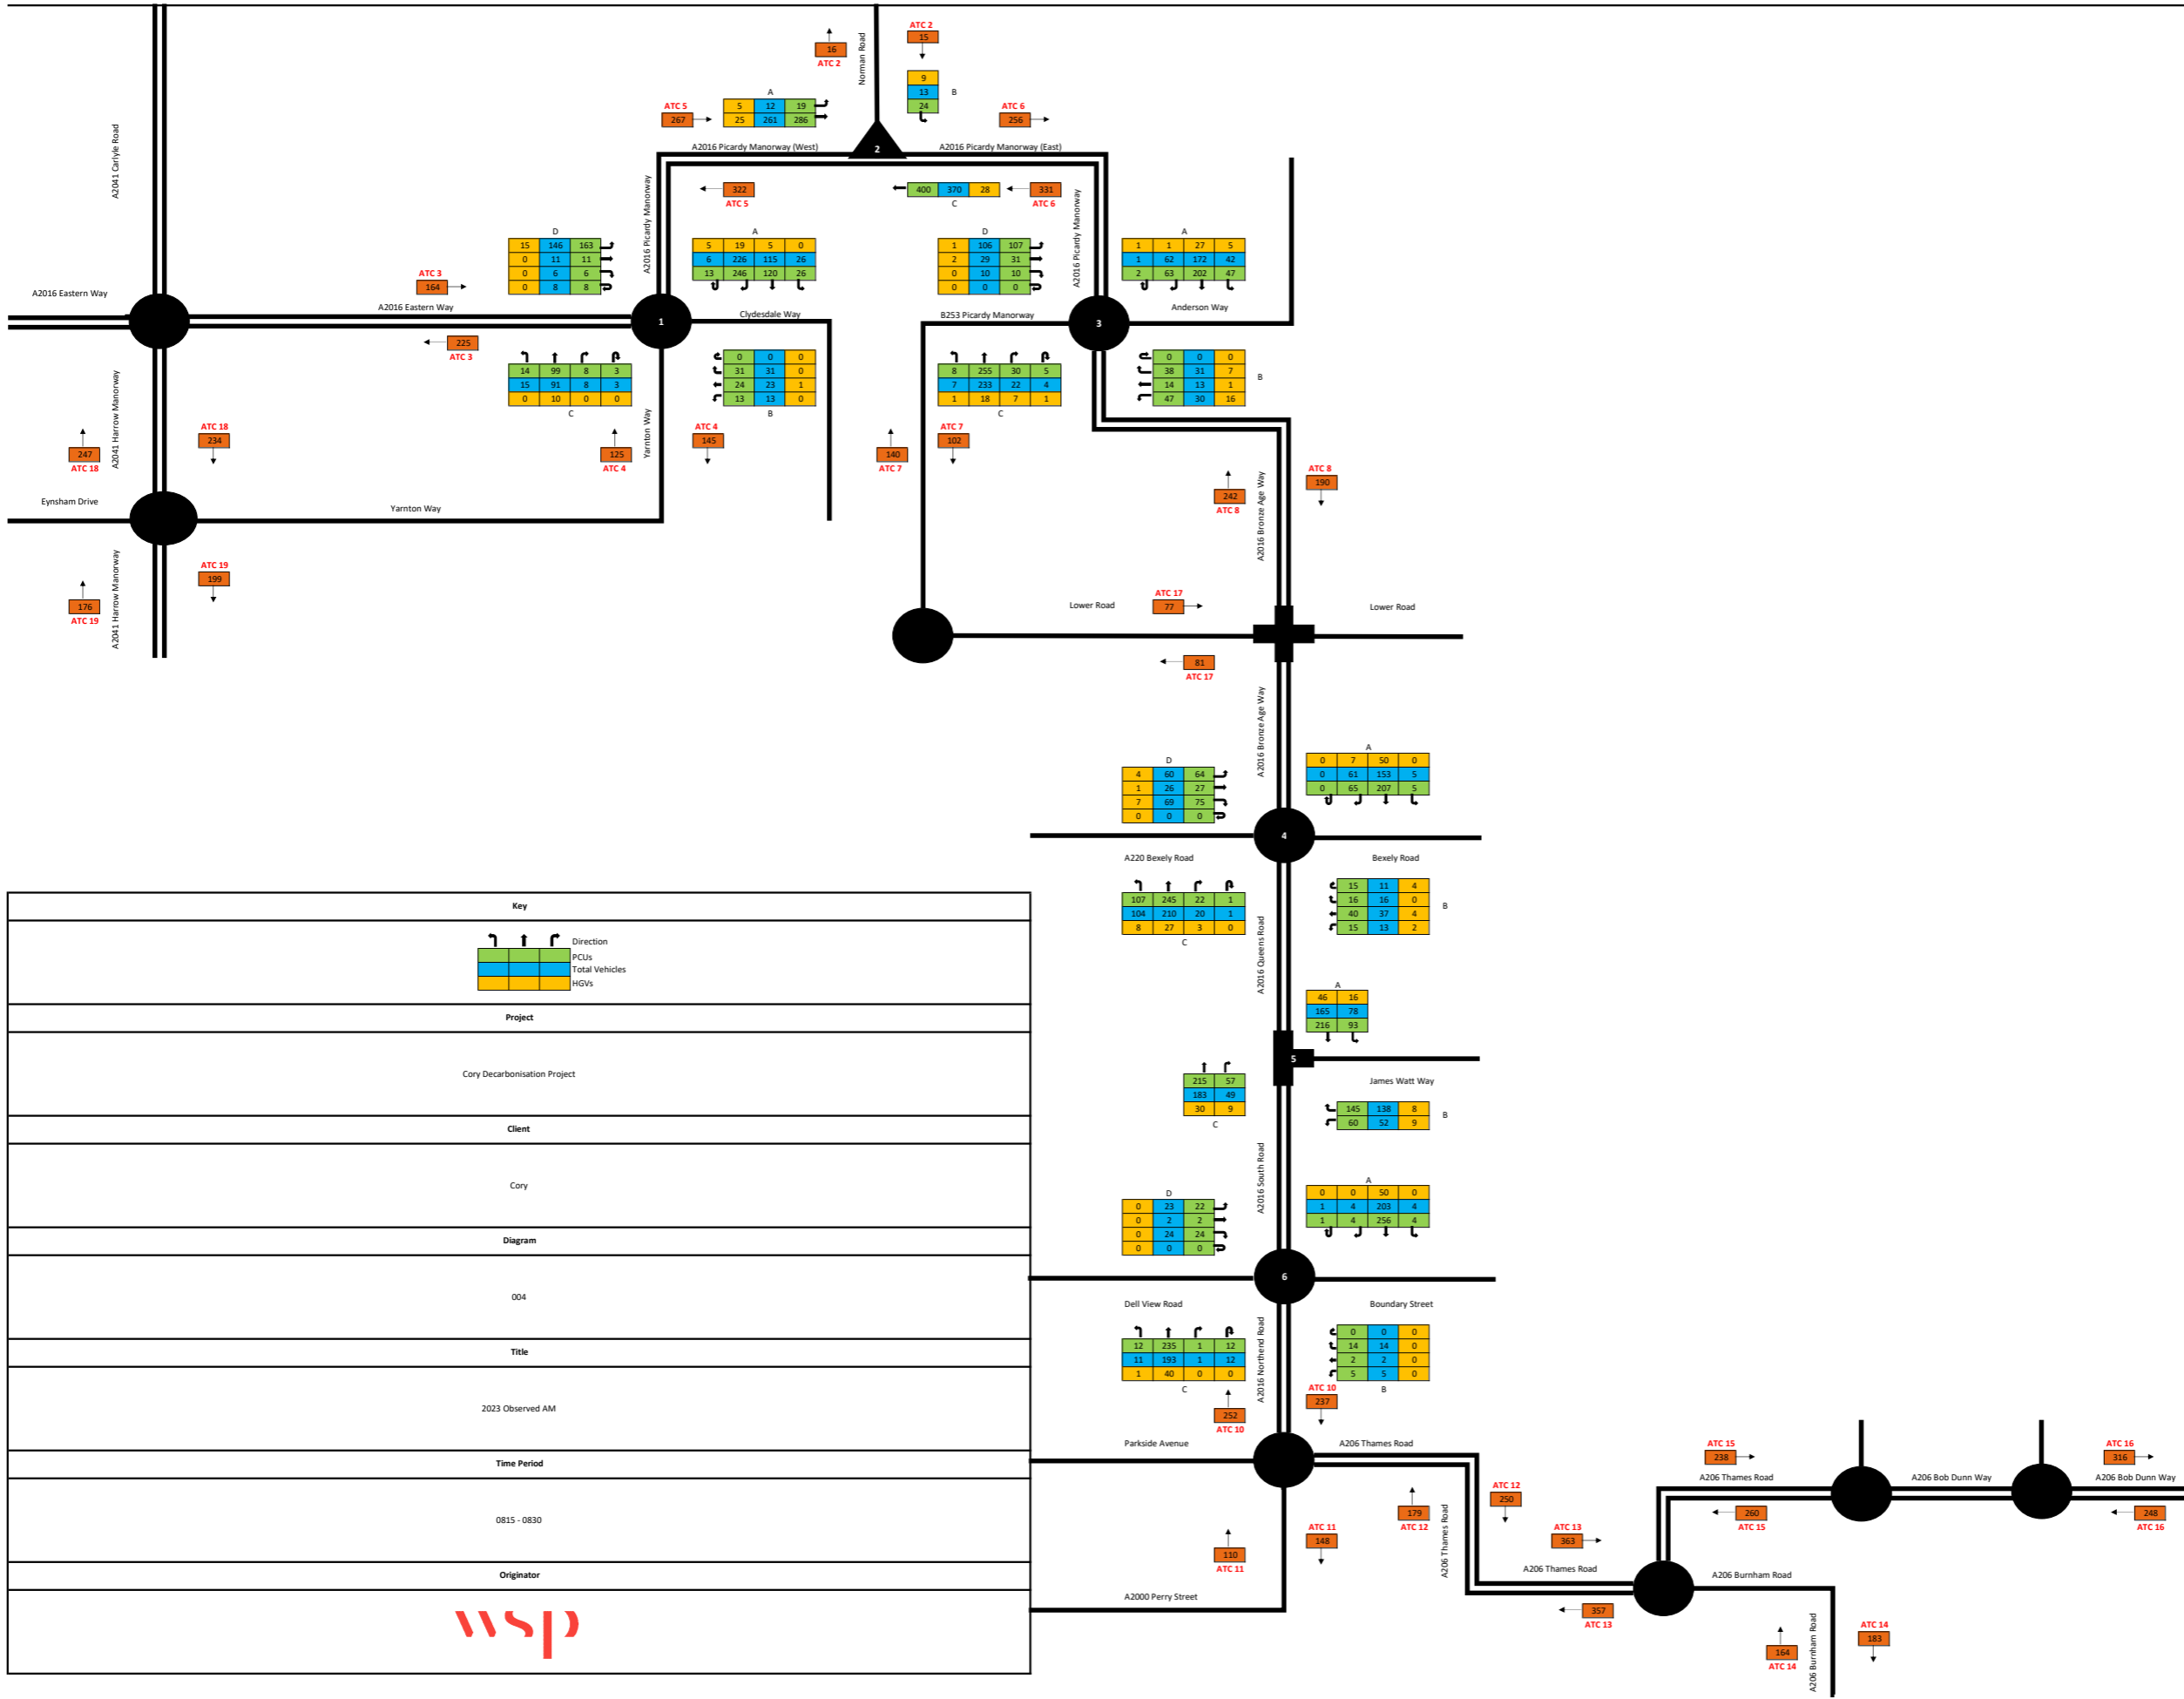 ATC 2
15
16
ATC 2
Norman Road
9
13
24
B
A
5 12 19
25 261 286
ATC 5
267
ATC 6
256
A2016 Picardy Manorway (West)
2
A2016 Picardy Manorway (East)
A2041 Carlyle Road
322
ATC 5
400 370 28
C
331
ATC 6
A2016 Picardy Manorway
A2016 Picardy Manorway
D
15 146 163
0 11 11
0 6 6
0 8 8
A
5 19 5 0
6 226 115 26
13 246 120 26
D
1 106 107
2 29 31
0 10 10
0 0 0
A
1 1 27 5
1 62 172 42
2 63 202 47
ATC 3
164
A2016 Eastern Way
A2016 Eastern Way
1
Clydesdale Way
B253 Picardy Manorway
3
Anderson Way
225
ATC 3
14 99 8 3
15 91 8 3
0 10 0 0
C
0 0 0
31 31 0
24 23 1
13 13 0
B
8 255 30 5
7 233 22 4
1 18 7 1
C
0 0 0
38 31 7
14 13 1
47 30 16
B
A2041 Harrow Manorway
247
ATC 18
ATC 18
234
125
ATC 4
Yarnton Way
ATC 4
145
140
ATC 7
ATC 7
102
242
ATC 8
A2016 Bronze Age Way
ATC 8
190
Eynsham Drive
Yarnton Way
176
ATC 19
A2041 Harrow Manorway
ATC 19
199
Lower Road
ATC 17
77
Lower Road
81
ATC 17
A2016 Bronze Age Way
D
4 60 64
1 26 27
7 69 75
0 0 0
A
0 7 50 0
0 61 153 5
0 65 207 5
4
A220 Bexely Road
Bexely Road
107 245 22 1
104 210 20 1
8 27 3 0
C
A2016 Queens Road
15 11 4
16 16 0
40 37 4
15 13 2
B
A
46 16
165 78
216 93
5
James Watt Way
215 57
183 49
30 9
C
145 138 8
60 52 9
B
A2016 South Road
D
0 23 22
0 2 2
0 24 24
0 0 0
A
0 0 50 0
1 4 203 4
1 4 256 4
6
Dell View Road
Boundary Street
12 235 1 12
11 193 1 12
1 40 0 0
C
A2016 Northend Road
0 0 0
14 14 0
2 2 0
5 5 0
B
252
ATC 10
ATC 10
237
Parkside Avenue
A206 Thames Road
179
ATC 12
A206 Thames Road
ATC 12
250
110
ATC 11
ATC 11
148
A2000 Perry Street
ATC 13
363
A206 Thames Road
357
ATC 13
ATC 15
238
A206 Thames Road
260
ATC 15
A206 Bob Dunn Way
ATC 16
316
A206 Bob Dunn Way
248
ATC 16
A206 Burnham Road
164
ATC 14
A206 Burnham Road
ATC 14
183
Key
Direction
PCUs
Total Vehicles
HGVs
Project
Cory Decarbonisation Project
Client
Cory
Diagram
004
Title
2023 Observed AM
Time Period
0815 - 0830
Originator
wsp